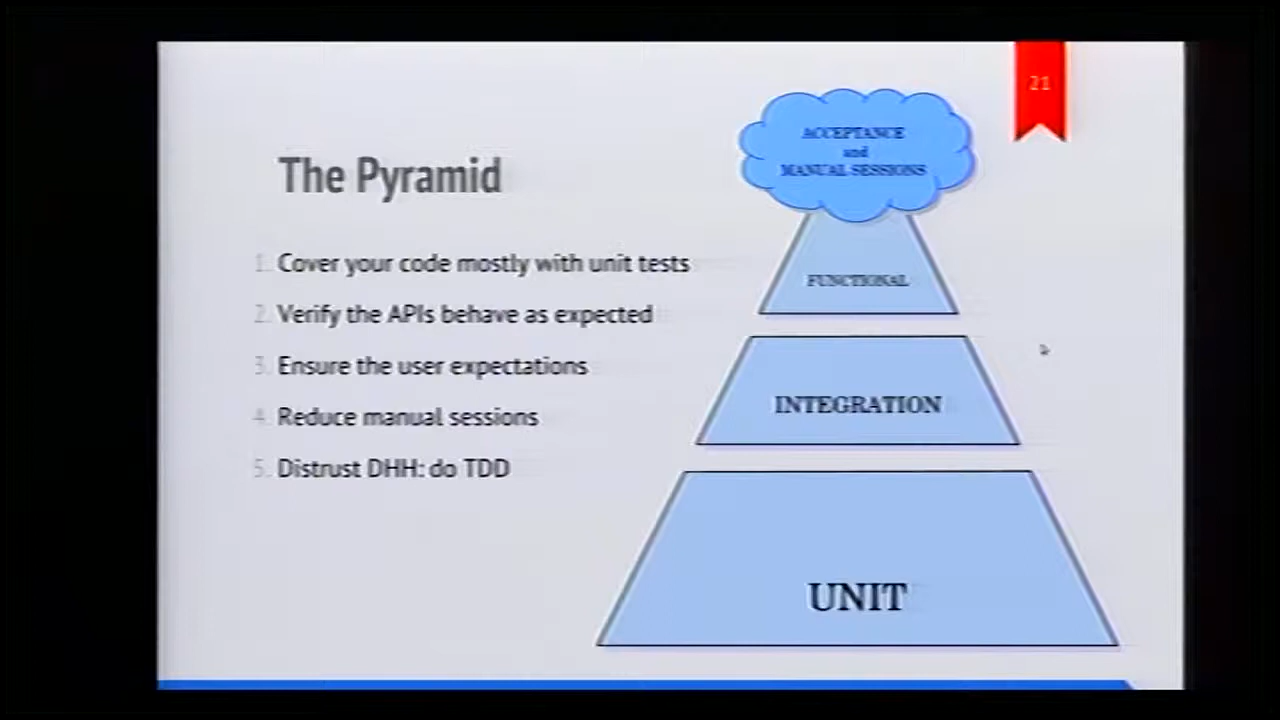 21
The Pyramid
1. Cover your code mostly with unit tests
2. Verify the APIs behave as expected
3. Ensure the user expectations
4. Reduce manual sessions
5. Distrust DHH: do TDD
ACCEPTANCE
and
MANUAL SESSIONS
FUNCTIONAL
INTEGRATION
UNIT